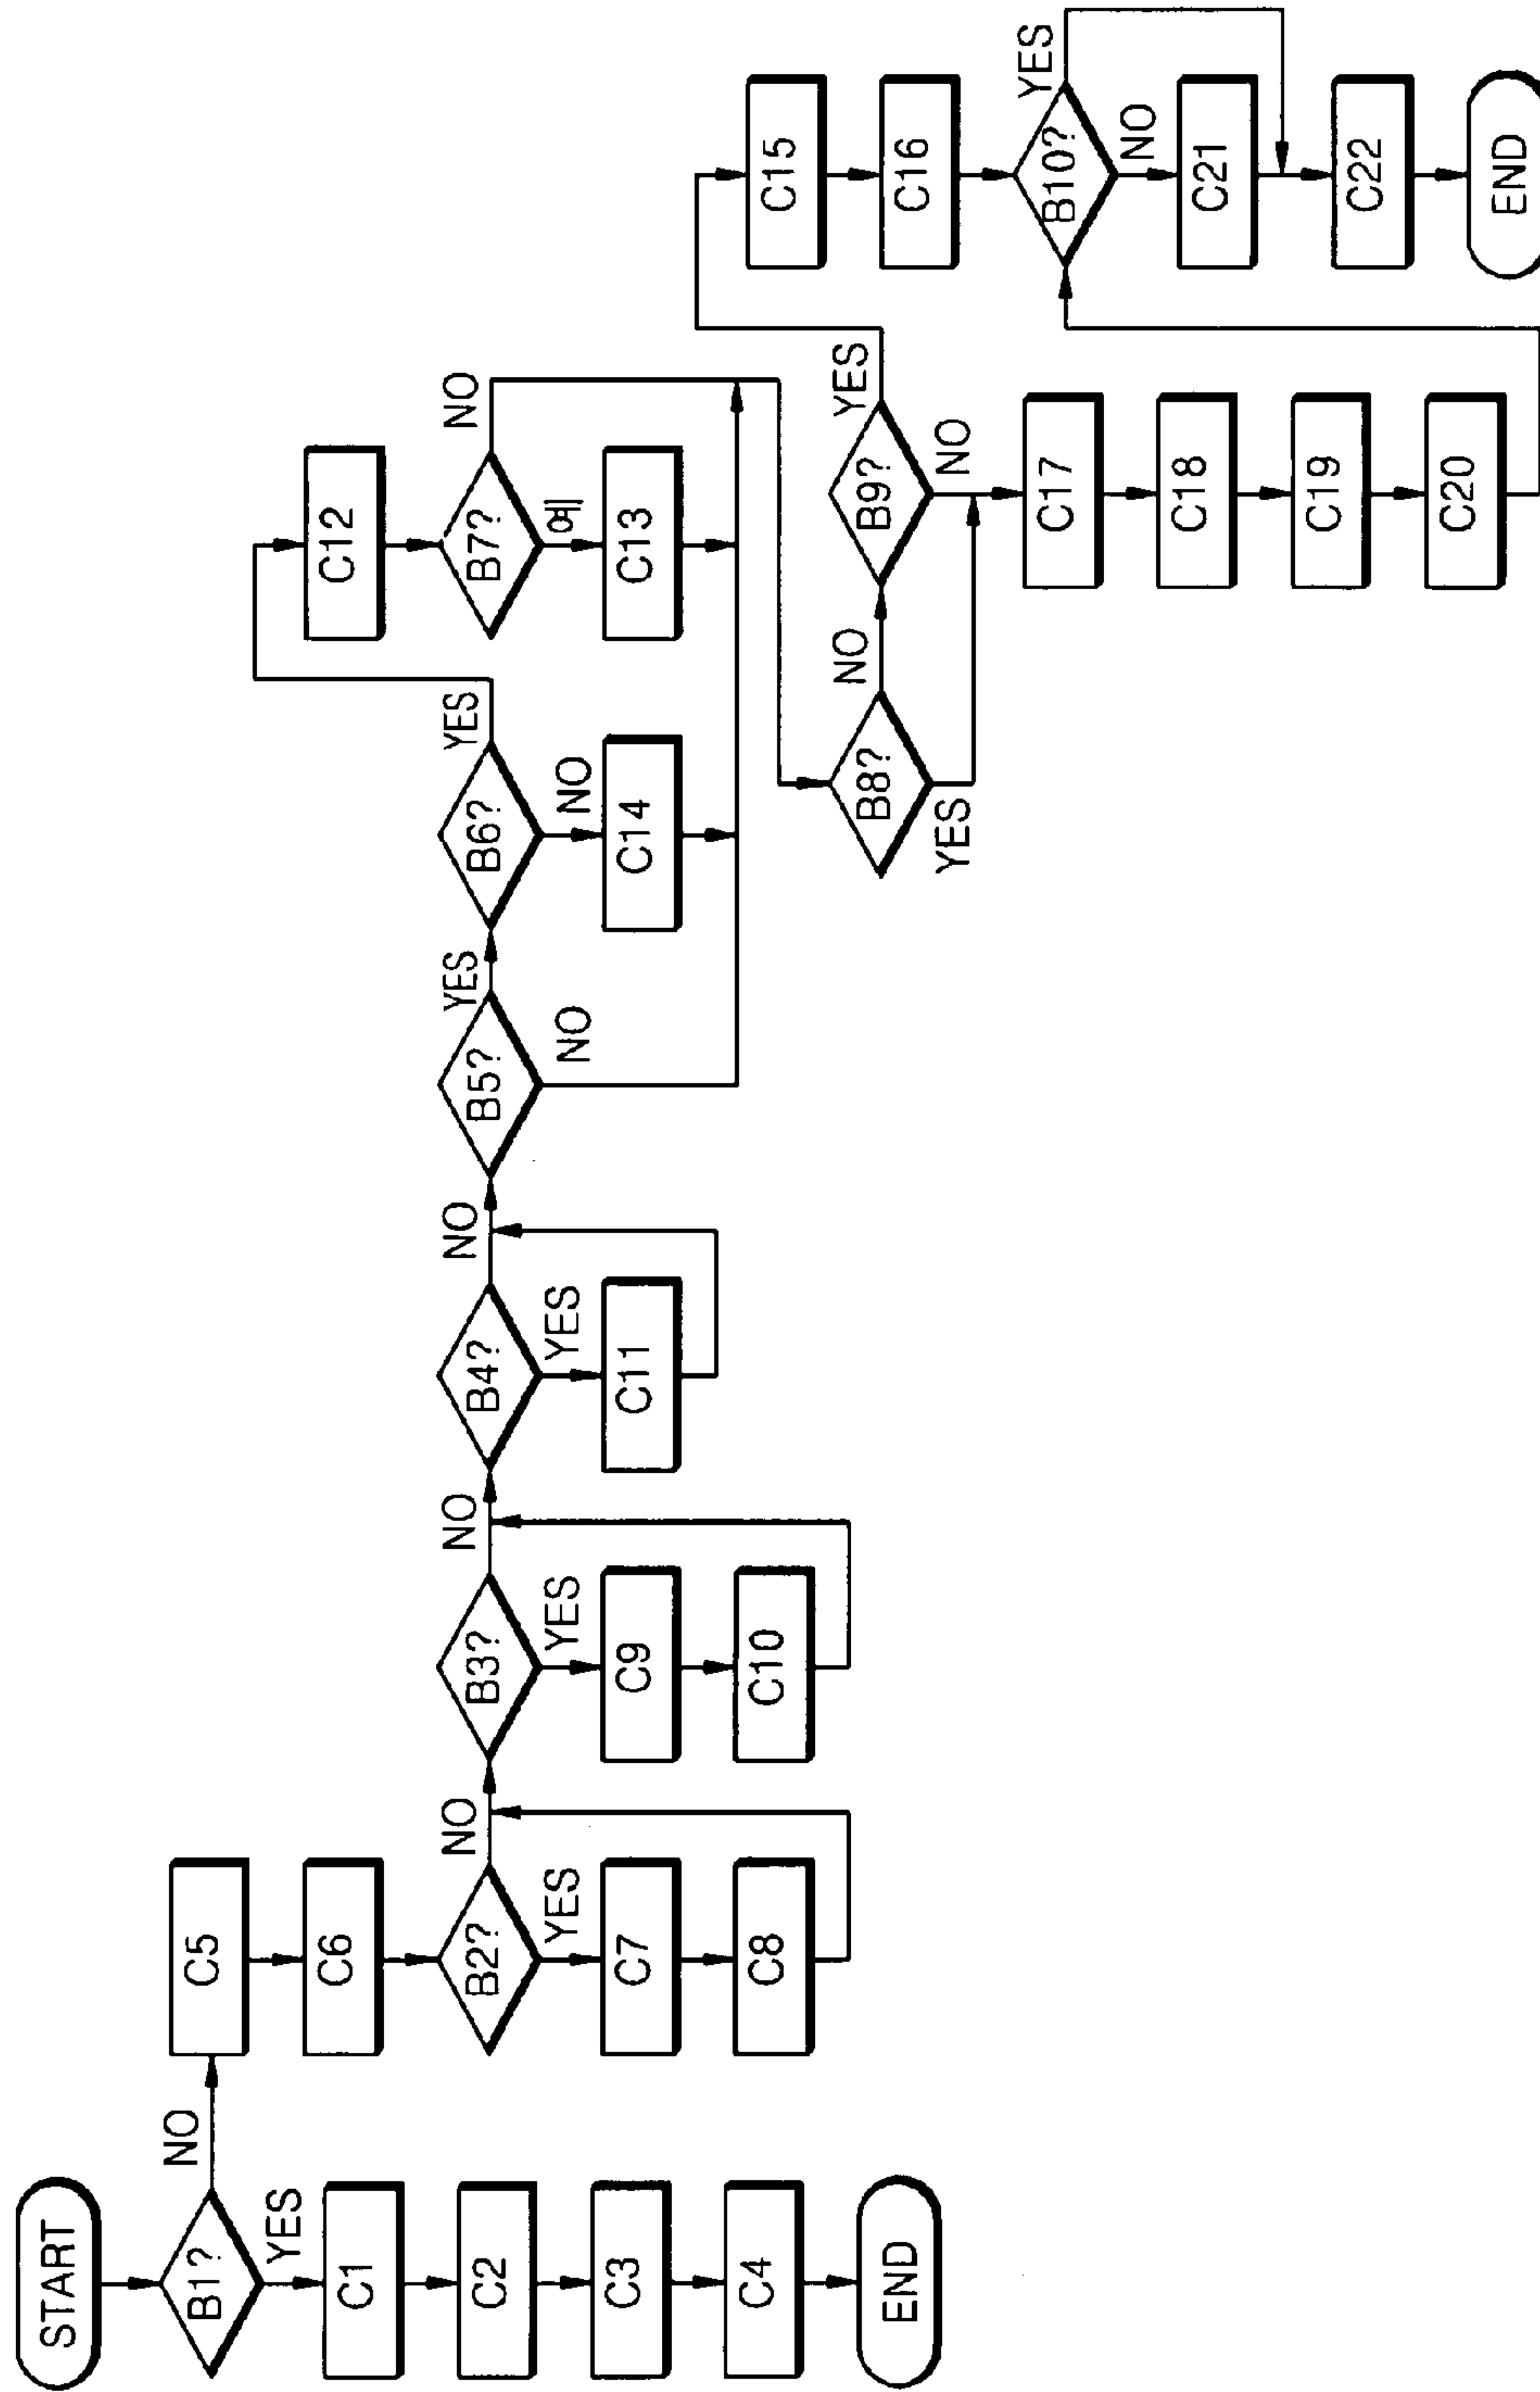 START
B1?
NO
YES
C1
C2
C3
C4
END
C5
C6
B2?
NO
YES
C7
C8
B3?
NO
YES
C9
C10
B4?
NO
YES
C11
B5?
YES
NO
B6?
YES
NO
C14
C12
B7?
NO
예
C13
B8?
NO
YES
B9?
YES
NO
C17
C18
C19
C20
C15
C16
B10?
YES
NO
C21
C22
END